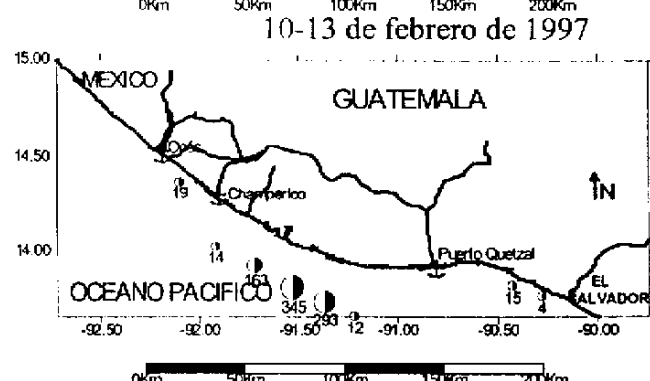 0Km 50Km 100Km 150Km 200Km
10-13 de febrero de 1997
15.00
MEXICO
GUATEMALA
14.50
Ocós
19
Champerico
N
14.00
14
Puerto Quetzal
163
OCEANO PACIFICO
345
293
12
15
4
EL
SALVADOR
-92.50 -92.00 -91.50 -91.00 -90.50 -90.00
0Km 50Km 100Km 150Km 200Km